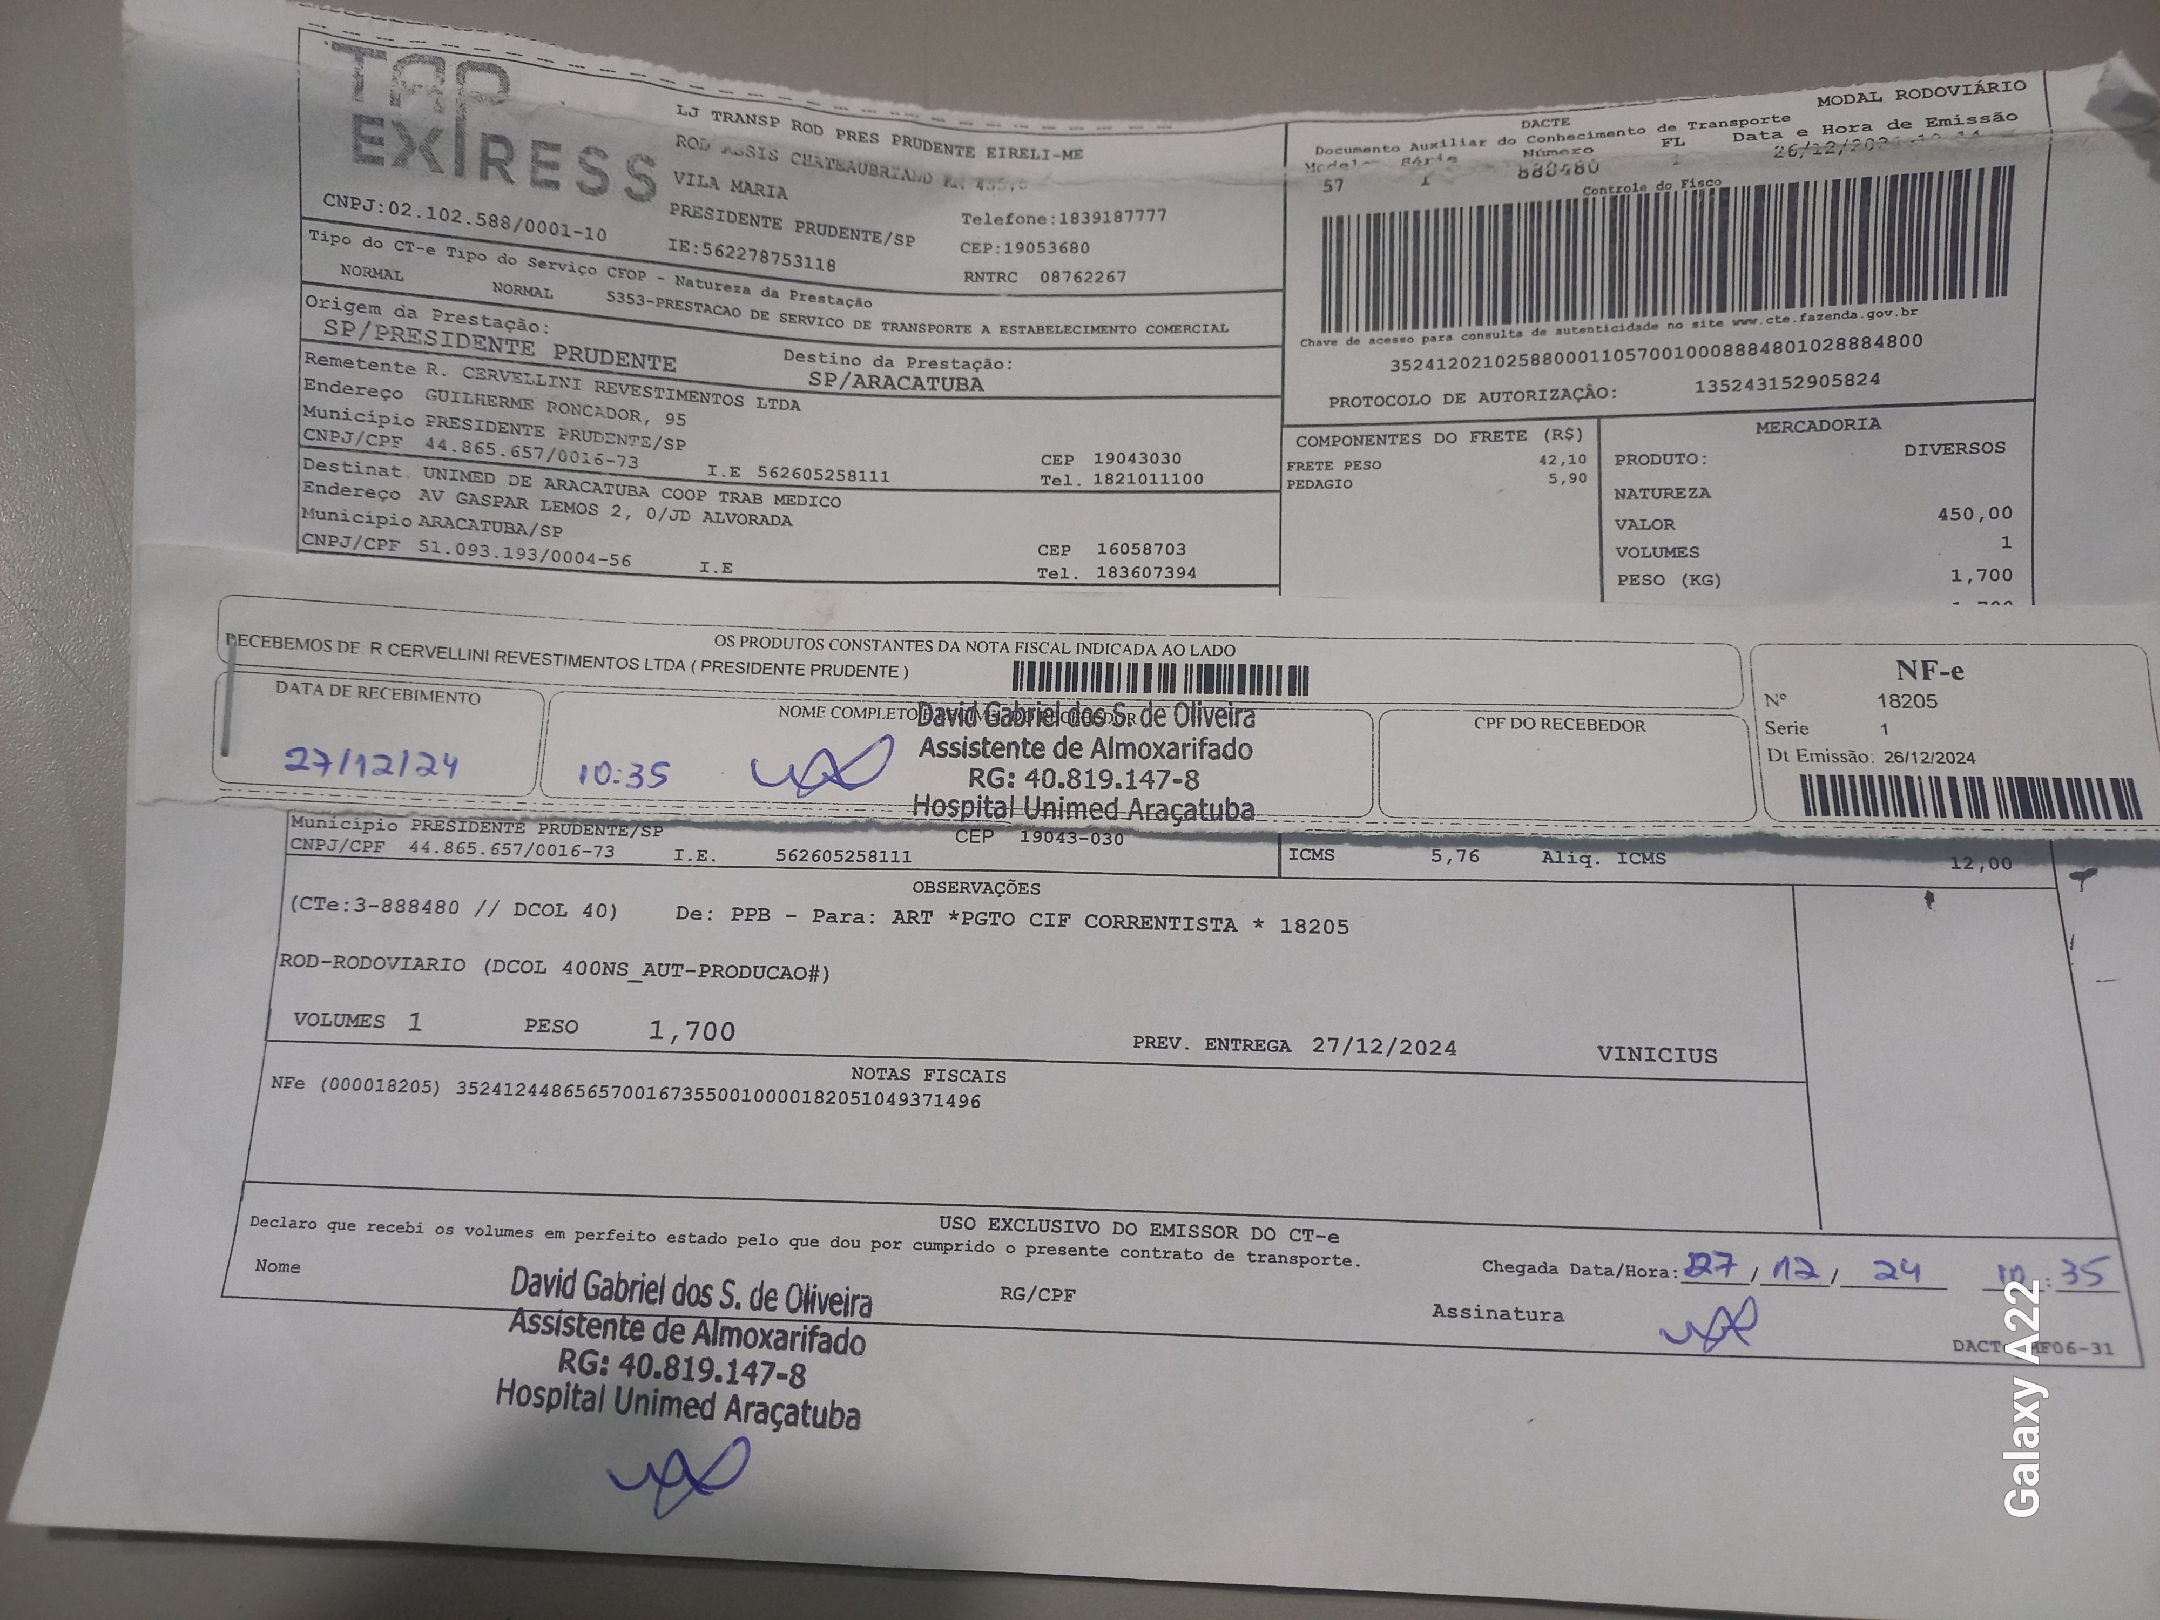 TAP
EXPRESS
CNPJ:02.102.588/0001-10
LJ TRANSP ROD PRES PRUDENTE EIRELI-ME
ROD ASSIS CHATEAUBRIAND
VILA MARIA
PRESIDENTE PRUDENTE/SP
IE:562278753118
Telefone:1839187777
CEP:19053680
RNTRC 08762267
DACTE
MODAL RODOVIÁRIO
Documento Auxiliar do Conhecimento de Transporte
Modelo Série Número FL Data e Hora de Emissão
57 1 888480 1 26/12/2024
Controle do Fisco
Chave de acesso para consulta de autenticidade no site www.cte.fazenda.gov.br
35241202102588000110570010008884801028884800
PROTOCOLO DE AUTORIZAÇÂO: 135243152905824
Tipo do CT-e Tipo do Serviço CFOP - Natureza da Prestação
NORMAL NORMAL 5353-PRESTACAO DE SERVICO DE TRANSPORTE A ESTABELECIMENTO COMERCIAL
Origem da Prestação:
SP/PRESIDENTE PRUDENTE
Destino da Prestação:
SP/ARACATUBA
Remetente R. CERVELLINI REVESTIMENTOS LTDA
Endereço GUILHERME RONCADOR, 95
Município PRESIDENTE PRUDENTE/SP CEP 19043030
CNPJ/CPF 44.865.657/0016-73 I.E 562605258111 Tel. 1821011100
Destinat. UNIMED DE ARACATUBA COOP TRAB MEDICO
Endereço AV GASPAR LEMOS 2, 0/JD ALVORADA
Município ARACATUBA/SP CEP 16058703
CNPJ/CPF 51.093.193/0004-56 I.E Tel. 183607394
COMPONENTES DO FRETE (R$)
FRETE PESO 42,10
PEDAGIO 5,90
MERCADORIA
PRODUTO: DIVERSOS
NATUREZA
VALOR 450,00
VOLUMES 1
PESO (KG) 1,700
RECEBEMOS DE R CERVELLINI REVESTIMENTOS LTDA ( PRESIDENTE PRUDENTE ) OS PRODUTOS CONSTANTES DA NOTA FISCAL INDICADA AO LADO
DATA DE RECEBIMENTO
27/12/24
NOME COMPLETO
10:35
David Gabriel dos S. de Oliveira
Assistente de Almoxarifado
RG: 40.819.147-8
Hospital Unimed Araçatuba
CPF DO RECEBEDOR
NF-e
Nº 18205
Serie 1
Dt Emissão: 26/12/2024
Município PRESIDENTE PRUDENTE/SP CEP 19043-030
CNPJ/CPF 44.865.657/0016-73 I.E. 562605258111
ICMS 5,76 Aliq. ICMS 12,00
OBSERVAÇÕES
(CTe:3-888480 // DCOL 40) De: PPB - Para: ART *PGTO CIF CORRENTISTA * 18205
ROD-RODOVIARIO (DCOL 400NS_AUT-PRODUCAO#)
VOLUMES 1 PESO 1,700 PREV. ENTREGA 27/12/2024 VINICIUS
NOTAS FISCAIS
NFe (000018205) 35241244865657001673550010000182051049371496
USO EXCLUSIVO DO EMISSOR DO CT-e
Declaro que recebi os volumes em perfeito estado pelo que dou por cumprido o presente contrato de transporte.
Nome RG/CPF
Chegada Data/Hora: 27 / 12 / 24 10:35
Assinatura
David Gabriel dos S. de Oliveira
Assistente de Almoxarifado
RG: 40.819.147-8
Hospital Unimed Araçatuba
Galaxy A22